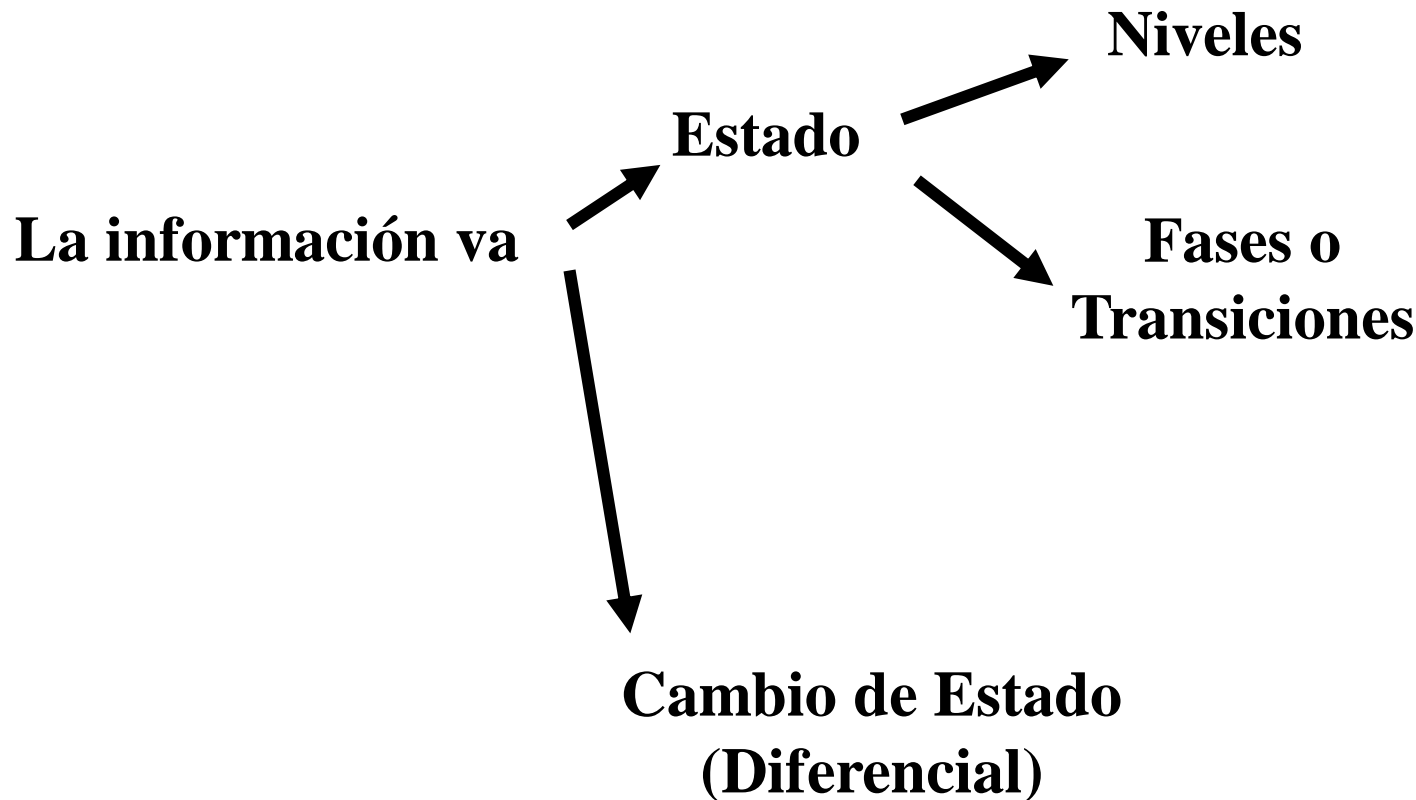 Niveles
Estado
La información va
Fases o
Transiciones
Cambio de Estado
(Diferencial)